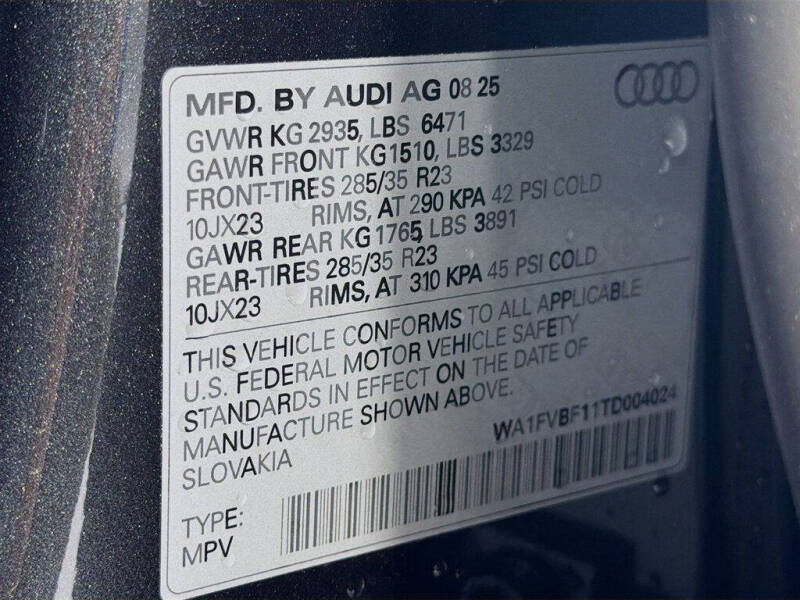 MFD. BY AUDI AG 08 25
GVWR KG 2935, LBS 6471
GAWR FRONT KG1510, LBS 3329
FRONT-TIRES 285/35 R23
10JX23 RIMS, AT 290 KPA 42 PSI COLD
GAWR REAR KG 1765, LBS 3891
REAR-TIRES 285/35 R23
10JX23 RIMS, AT 310 KPA 45 PSI COLD
THIS VEHICLE CONFORMS TO ALL APPLICABLE
U.S. FEDERAL MOTOR VEHICLE SAFETY
STANDARDS IN EFFECT ON THE DATE OF
MANUFACTURE SHOWN ABOVE.
SLOVAKIA
WA1FVBF11TD004024
TYPE:
MPV